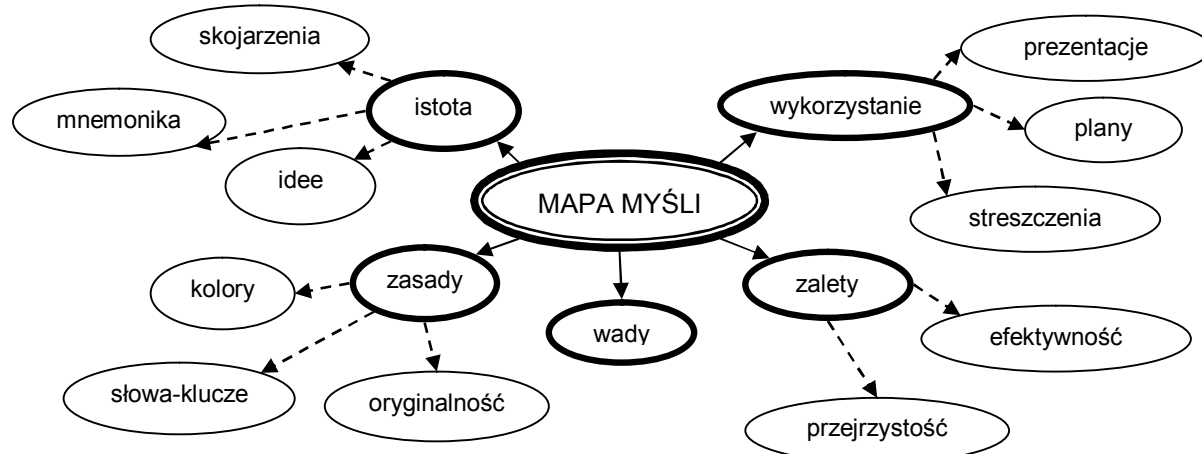 skojarzenia
prezentacje
istota
wykorzystanie
mnemonika
plany
idee
MAPA MYŚLI
streszczenia
zasady
zalety
kolory
wady
efektywność
słowa-klucze
oryginalność
przejrzystość